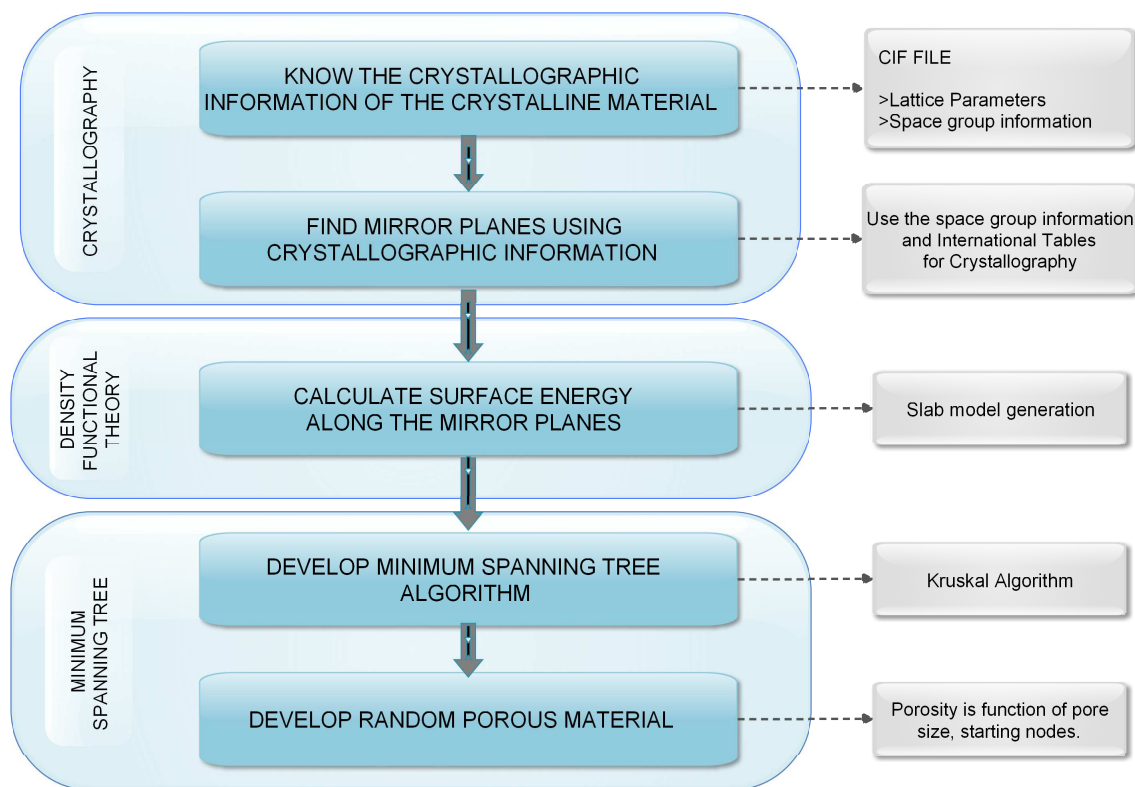 CRYSTALLOGRAPHY
KNOW THE CRYSTALLOGRAPHIC
INFORMATION OF THE CRYSTALLINE MATERIAL
CIF FILE
>Lattice Parameters
>Space group information
FIND MIRROR PLANES USING
CRYSTALLOGRAPHIC INFORMATION
Use the space group information
and International Tables
for Crystallography
DENSITY
FUNCTIONAL
THEORY
CALCULATE SURFACE ENERGY
ALONG THE MIRROR PLANES
Slab model generation
MINIMUM
SPANNING TREE
DEVELOP MINIMUM SPANNING TREE
ALGORITHM
Kruskal Algorithm
DEVELOP RANDOM POROUS MATERIAL
Porosity is function of pore
size, starting nodes.